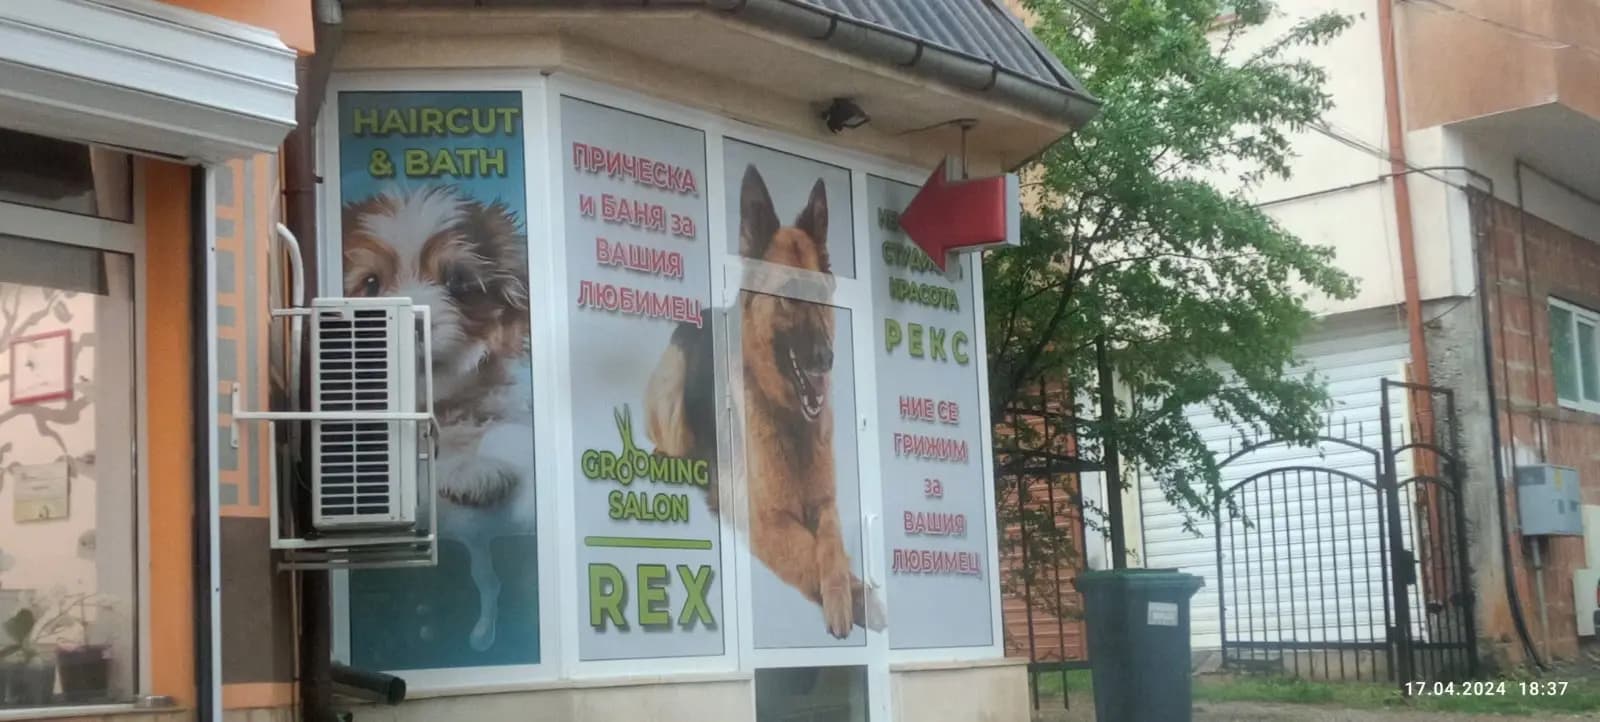 HAIRCUT
& BATH
ПРИЧЕСКА
и БАНЯ за
ВАШИЯ
ЛЮБИМЕЦ
GROOMING
SALON
REX
КРАСОТА
РЕКС
НИЕ СЕ
ГРИЖИМ
за
ВАШИЯ
ЛЮБИМЕЦ
17.04.2024 18:37